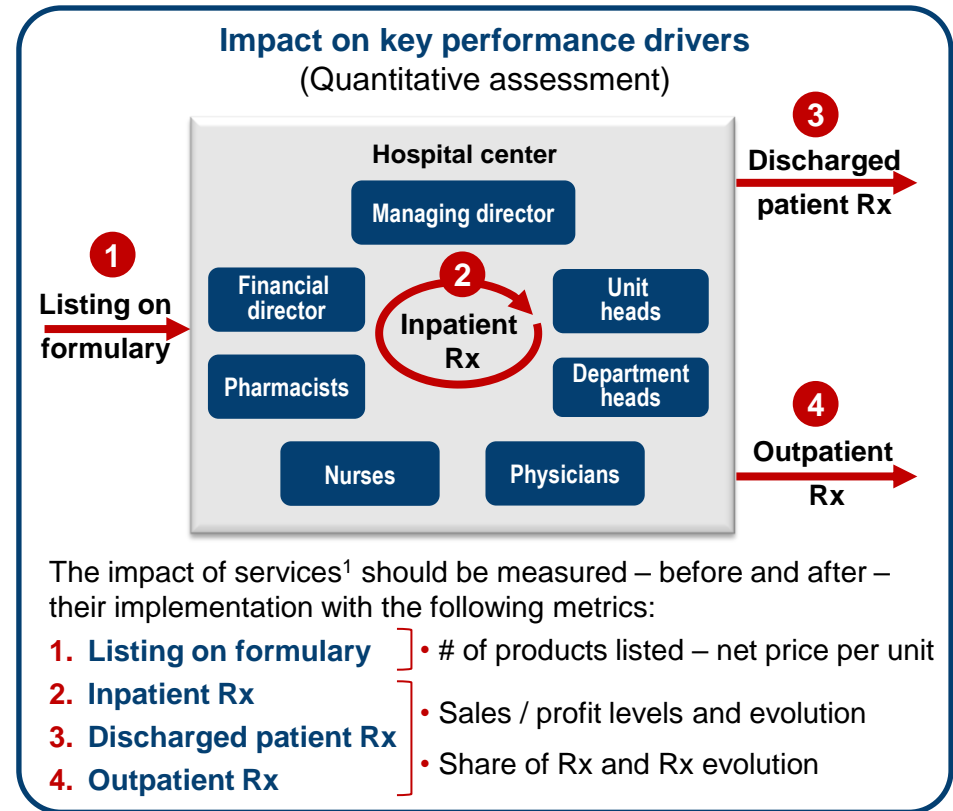 Impact on key performance drivers
(Quantitative assessment)
Hospital center
Managing director
1
Listing on
formulary
Financial
director
Pharmacists
2
Inpatient
Rx
Unit
heads
Department
heads
Nurses
Physicians
3
Discharged
patient Rx
4
Outpatient
Rx
The impact of services1 should be measured – before and after –
their implementation with the following metrics:
1. Listing on formulary
• # of products listed – net price per unit
2. Inpatient Rx
3. Discharged patient Rx
4. Outpatient Rx
• Sales / profit levels and evolution
• Share of Rx and Rx evolution